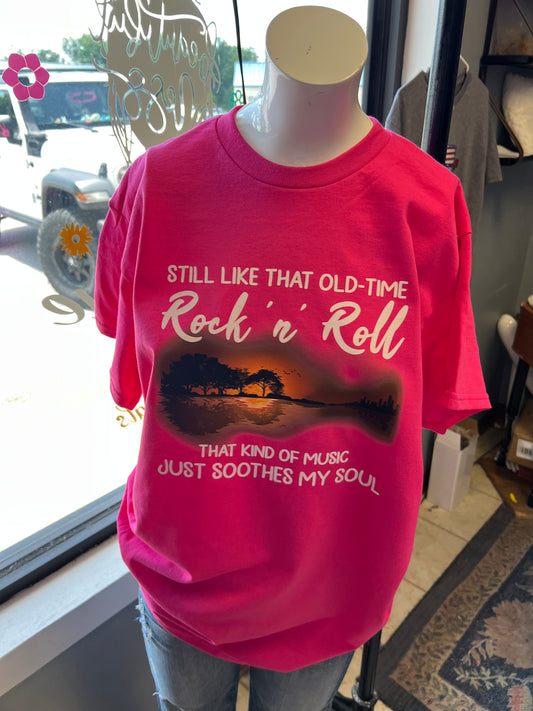 STILL LIKE THAT OLD-TIME
Rock 'n' Roll
THAT KIND OF MUSIC
JUST SOOTHES MY SOUL